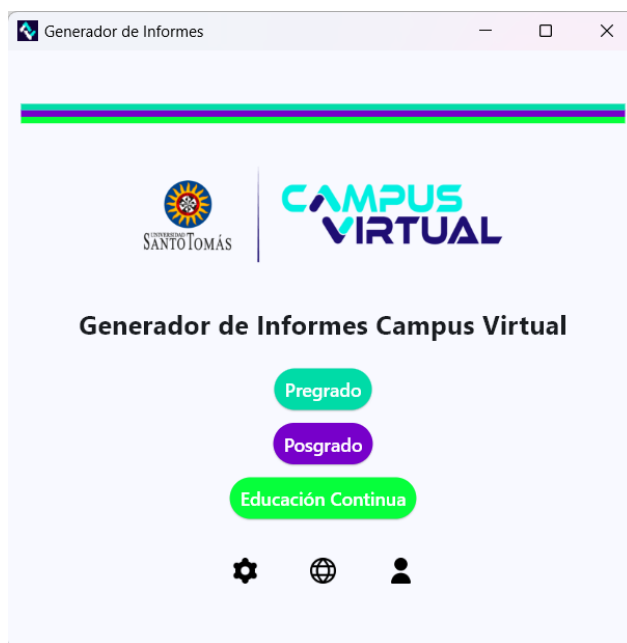 Generador de Informes
CAMPUS
VIRTUAL
UNIVERSIDAD
SANTO TOMÁS
Generador de Informes Campus Virtual
Pregrado
Posgrado
Educación Continua